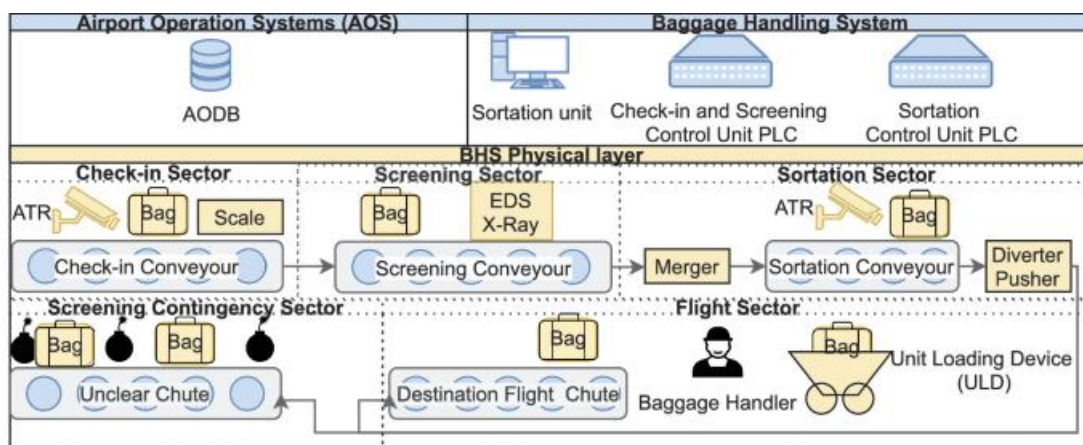 Airport Operation Systems (AOS)
Baggage Handling System
AODB
Sortation unit
Check-in and Screening
Control Unit PLC
Sortation
Control Unit PLC
BHS Physical layer
Check-in Sector
Screening Sector
Sortation Sector
ATR
Bag
Scale
Bag
EDS
X-Ray
ATR
Bag
Check-in Conveyour
Screening Conveyour
Merger
Sortation Conveyour
Diverter
Pusher
Screening Contingency Sector
Flight Sector
Bag
Bag
Bag
Bag
Unclear Chute
Destination Flight Chute
Baggage Handler
Unit Loading Device
(ULD)